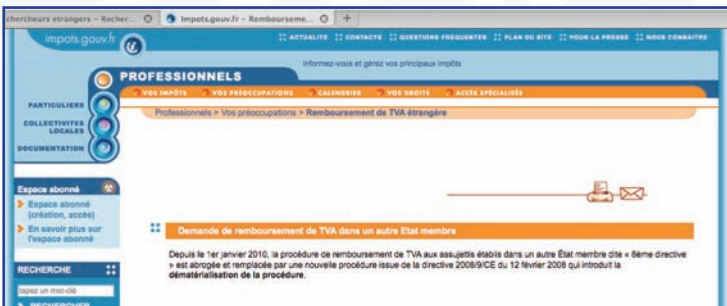 chercheurs etrangers – Recher...
Impots.gouv.fr – Rembourseme...
impots.gouv.fr
ACTUALITE CONTACTS QUESTIONS FREQUENTES PLAN DU SITE POUR LA PRESSE NOUS CONNAITRE
Informez-vous et gérez vos principaux impôts
PROFESSIONNELS
VOS IMPÔTS VOS PRÉOCCUPATIONS CALENDRIER VOS DROITS ACCÈS SPÉCIALISÉS
Professionnels > Vos préoccupations > Remboursement de TVA étrangère
PARTICULIERS
COLLECTIVITES
LOCALES
DOCUMENTATION
Espace abonné
Espace abonné
(création, accès)
En savoir plus sur
l'espace abonné
RECHERCHE
tapez un mot-clé
RECHERCHER
Demande de remboursement de TVA dans un autre Etat membre
Depuis le 1er janvier 2010, la procédure de remboursement de TVA aux assujettis établis dans un autre État membre dite « 8ème directive
» est abrogée et remplacée par une nouvelle procédure issue de la directive 2008/9/CE du 12 février 2008 qui introduit la
dématérialisation de la procédure.